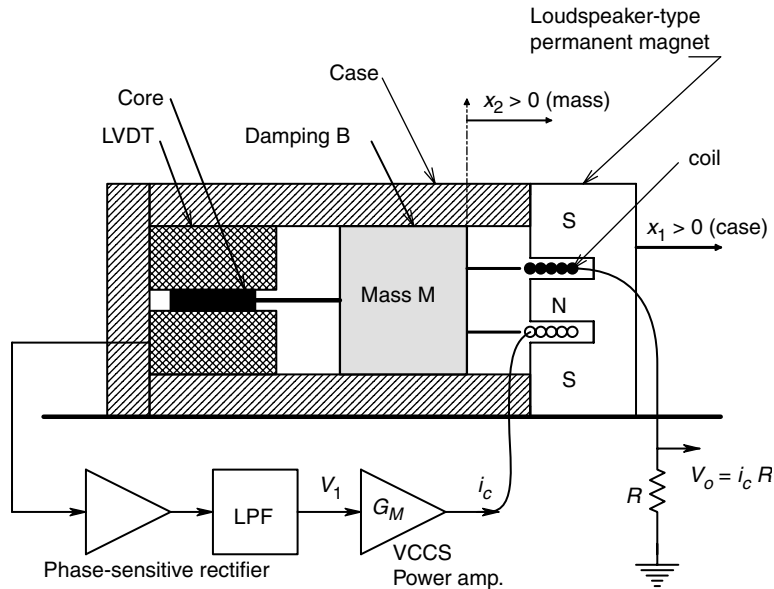 Loudspeaker-type
permanent magnet
Case
x2 > 0 (mass)
Core
LVDT
Damping B
coil
S
x1 > 0 (case)
Mass M
N
S
V1
ic
Vo = ic R
LPF
GM
R
VCCS
Phase-sensitive rectifier
Power amp.